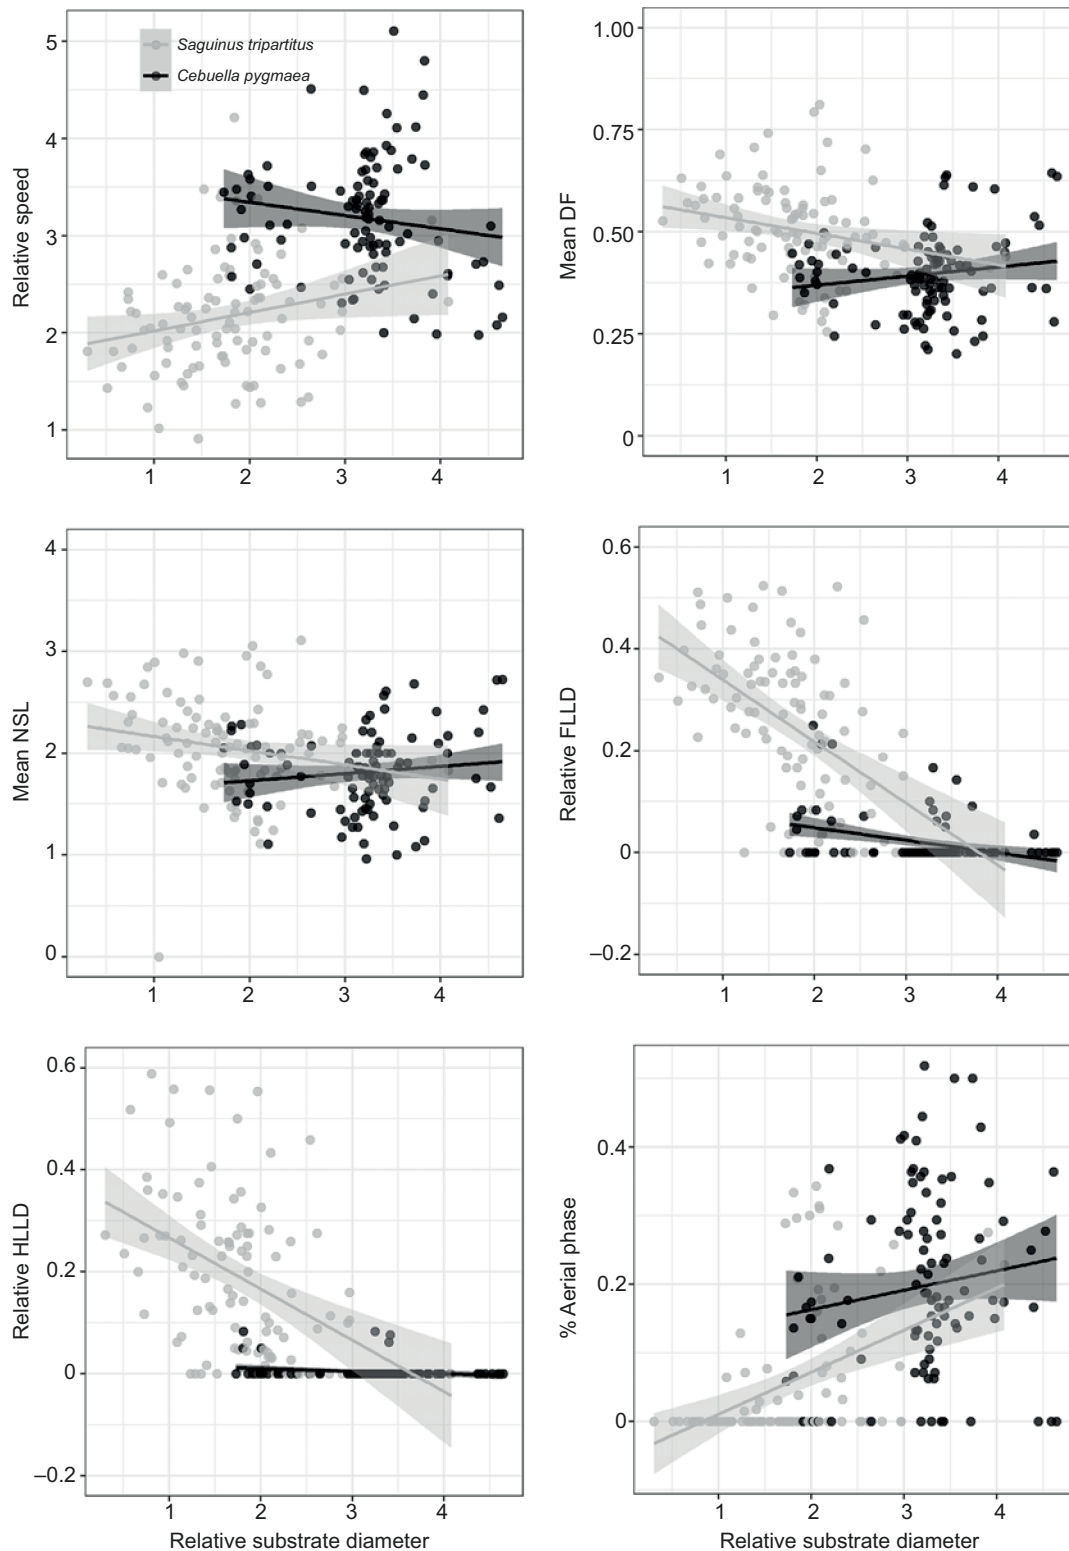 Relative speed
5
4
3
2
1
Saguinus tripartitus
Cebuella pygmaea
1 2 3 4
Mean DF
1.00
0.75
0.50
0.25
0
1 2 3 4
Mean NSL
4
3
2
1
0
1 2 3 4
Relative FLLD
0.6
0.4
0.2
0
–0.2
1 2 3 4
Relative HLLD
0.6
0.4
0.2
0
–0.2
1 2 3 4
Relative substrate diameter
% Aerial phase
0.4
0.2
0
1 2 3 4
Relative substrate diameter